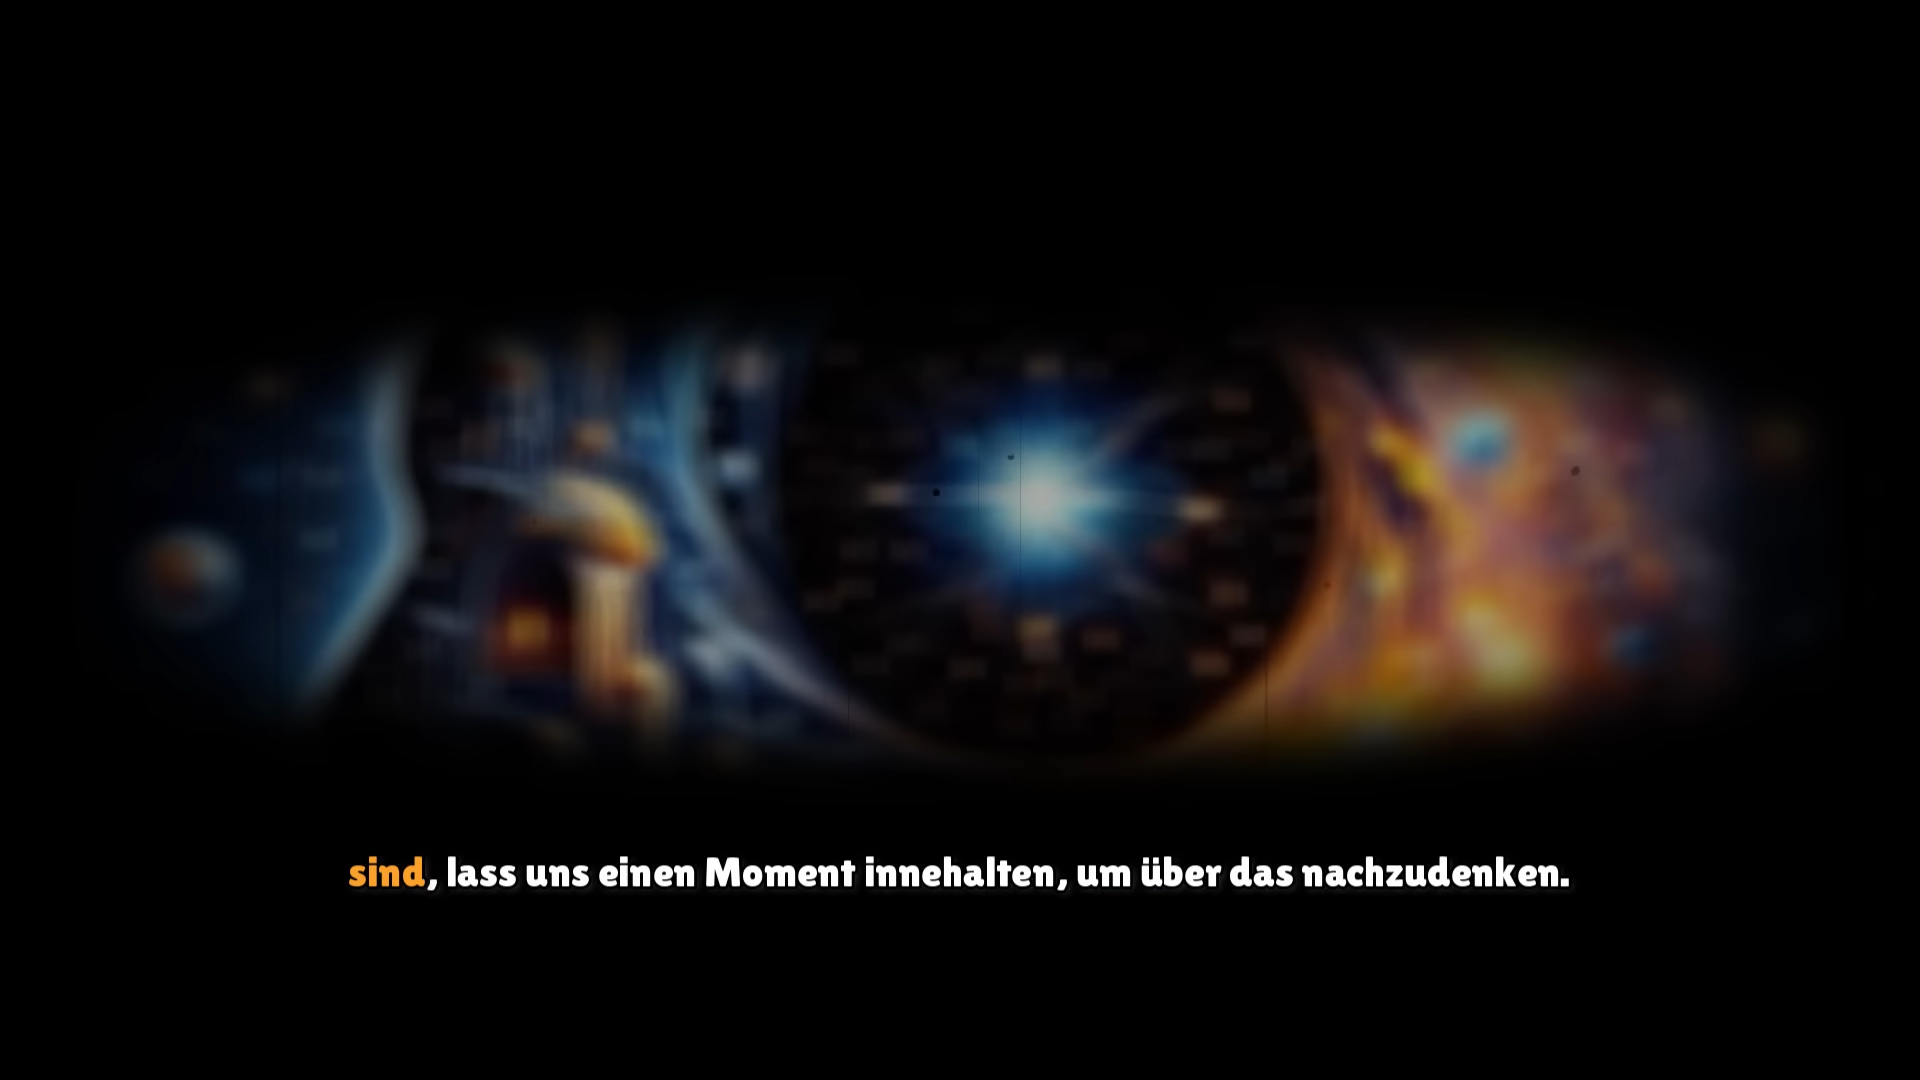 sind, lass uns einen Moment innehalten, um über das nachzudenken.